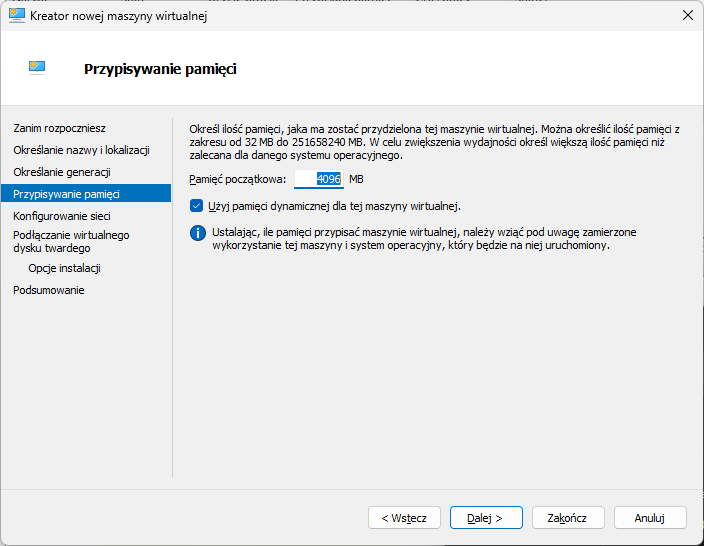 Kreator nowej maszyny wirtualnej
Przypisywanie pamięci
Zanim rozpoczniesz
Określanie nazwy i lokalizacji
Określanie generacji
Przypisywanie pamięci
Konfigurowanie sieci
Podłączanie wirtualnego
dysku twardego
Opcje instalacji
Podsumowanie
Określ ilość pamięci, jaka ma zostać przydzielona tej maszynie wirtualnej. Można określić ilość pamięci z
zakresu od 32 MB do 251658240 MB. W celu zwiększenia wydajności określ większą ilość pamięci niż
zalecana dla danego systemu operacyjnego.
Pamięć początkowa: 4096 MB
Użyj pamięci dynamicznej dla tej maszyny wirtualnej.
Ustalając, ile pamięci przypisać maszynie wirtualnej, należy wziąć pod uwagę zamierzone
wykorzystanie tej maszyny i system operacyjny, który będzie na niej uruchomiony.
< Wstecz
Dalej >
Zakończ
Anuluj